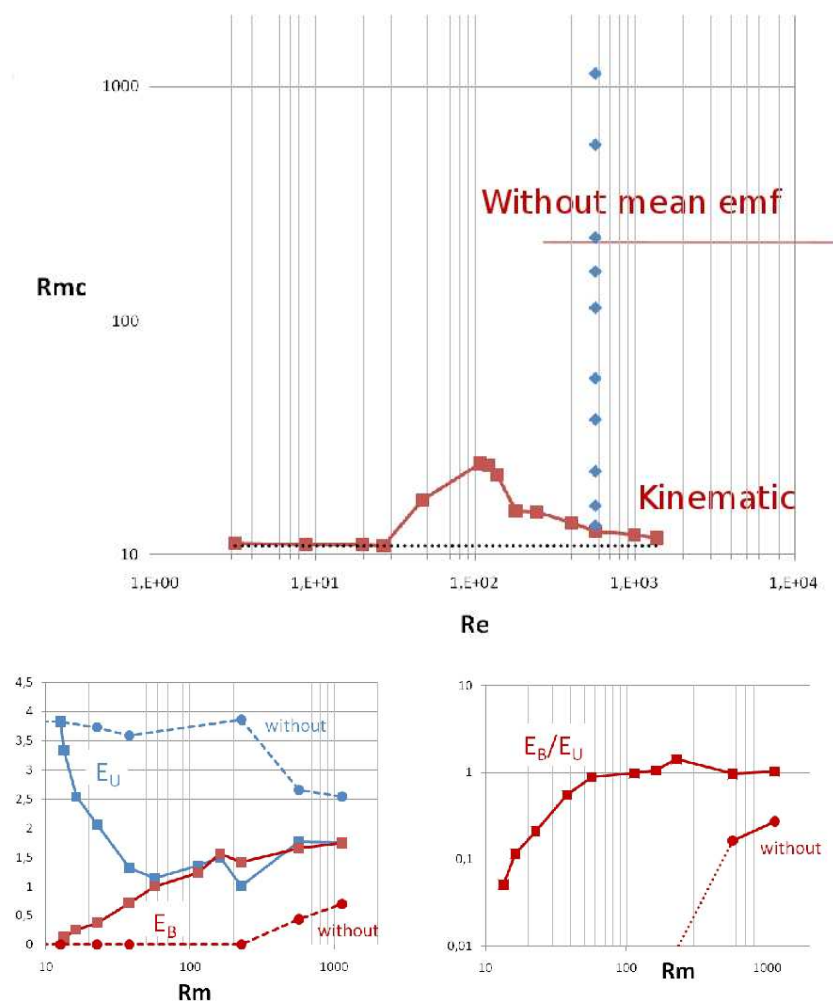 1000
Without mean emf
Rmc
100
Kinematic
10
1,E+00 1,E+01 1,E+02 1,E+03 1,E+04
Re
4,5
4
3,5
3
2,5
2
1,5
1
0,5
0
without
E_U
E_B
without
10 100 1000
Rm
10
1
0,1
0,01
E_B/E_U
without
10 100 1000
Rm